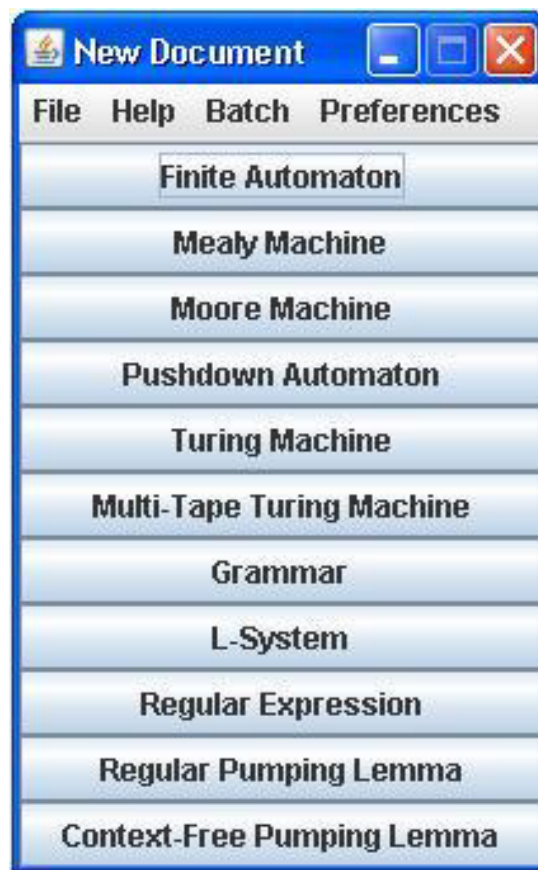 New Document
File Help Batch Preferences
Finite Automaton
Mealy Machine
Moore Machine
Pushdown Automaton
Turing Machine
Multi-Tape Turing Machine
Grammar
L-System
Regular Expression
Regular Pumping Lemma
Context-Free Pumping Lemma